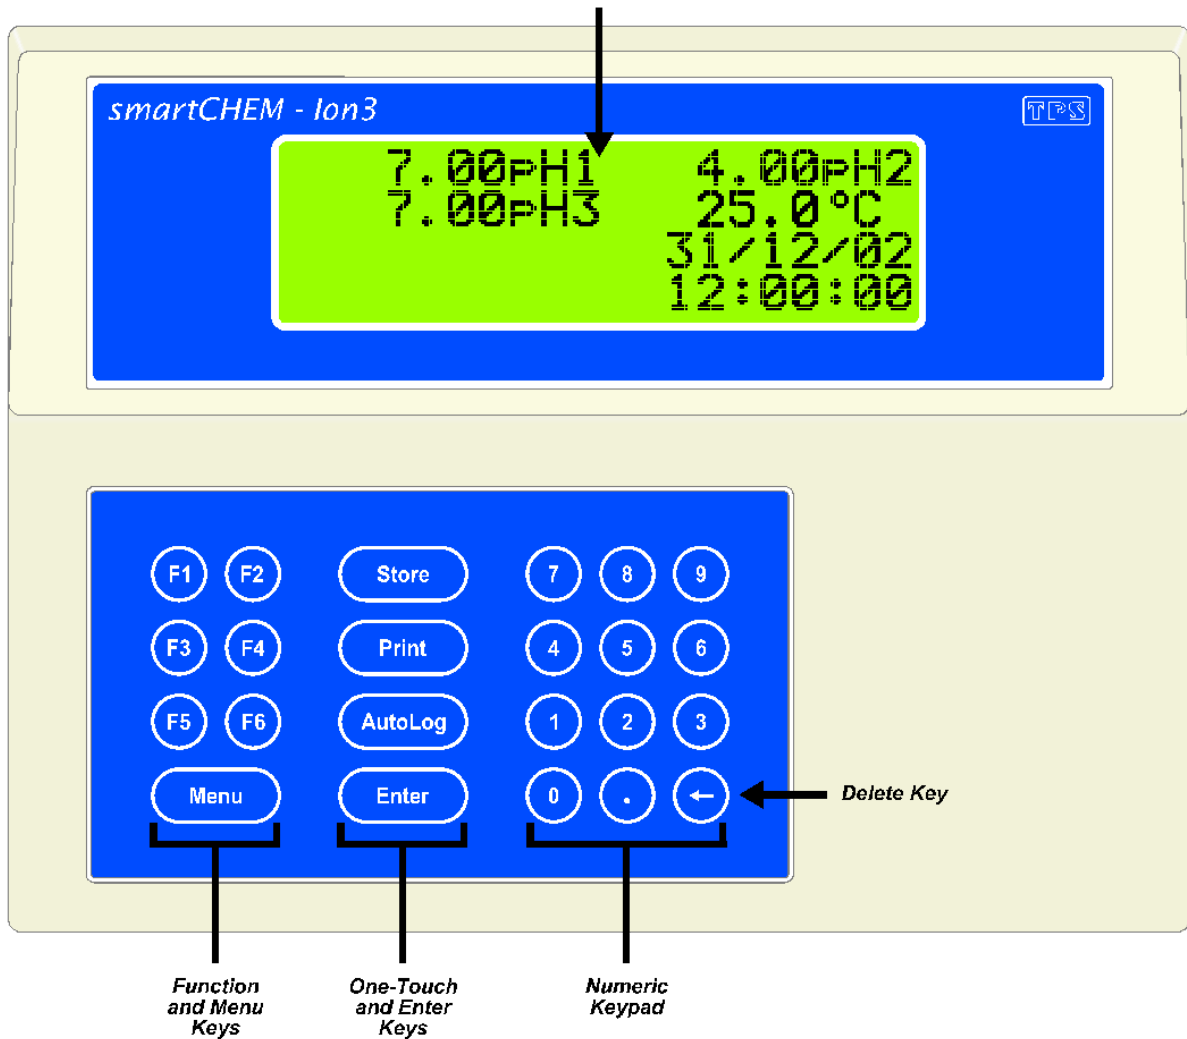 smartCHEM - Ion3
TPS
7.00pH1 4.00pH2
7.00pH3 25.0°C
31/12/02
12:00:00
F1 F2 Store 7 8 9
F3 F4 Print 4 5 6
F5 F6 AutoLog 1 2 3
Menu Enter 0 . ←
Delete Key
Function
and Menu
Keys
One-Touch
and Enter
Keys
Numeric
Keypad